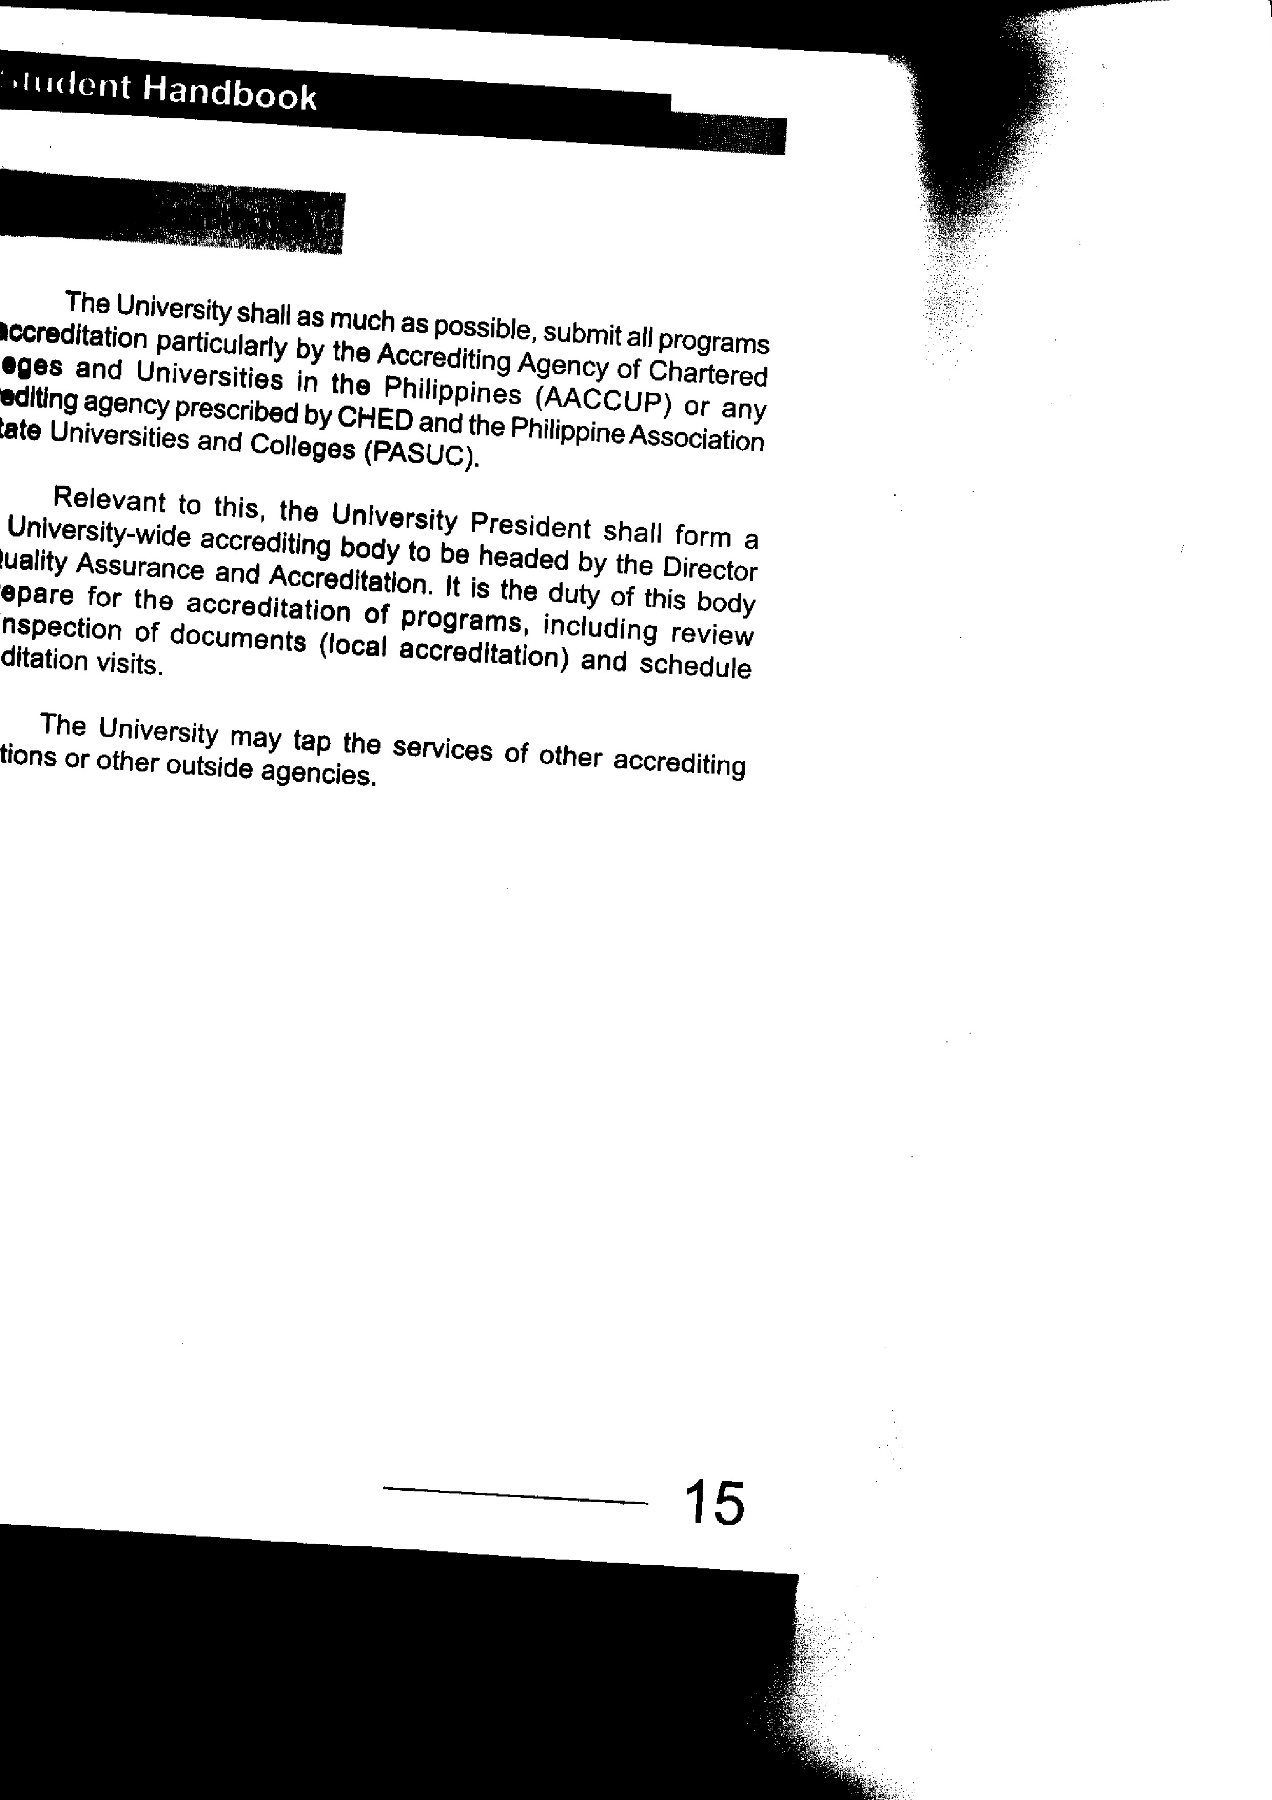 Student Handbook
The University shall as much as possible, submit all programs
accreditation particularly by the Accrediting Agency of Chartered
eges and Universities in the Philippines (AACCUP) or any
editing agency prescribed by CHED and the Philippine Association
tate Universities and Colleges (PASUC).
Relevant to this, the University President shall form a
University-wide accrediting body to be headed by the Director
uality Assurance and Accreditation. It is the duty of this body
epare for the accreditation of programs, including review
nspection of documents (local accreditation) and schedule
ditation visits.
The University may tap the services of other accrediting
tions or other outside agencies.
15